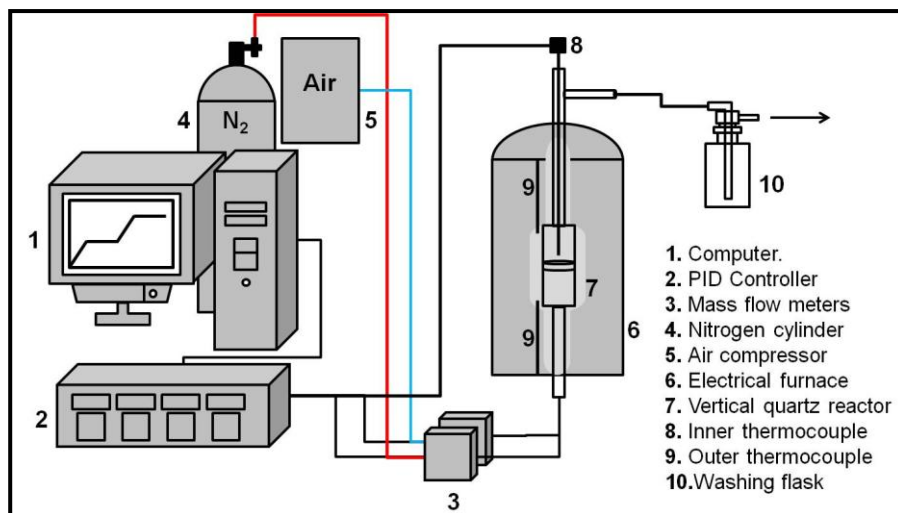 8
Air
4
N2
5
9
10
1
7
9
6
2
3
1. Computer.
2. PID Controller
3. Mass flow meters
4. Nitrogen cylinder
5. Air compressor
6. Electrical furnace
7. Vertical quartz reactor
8. Inner thermocouple
9. Outer thermocouple
10.Washing flask